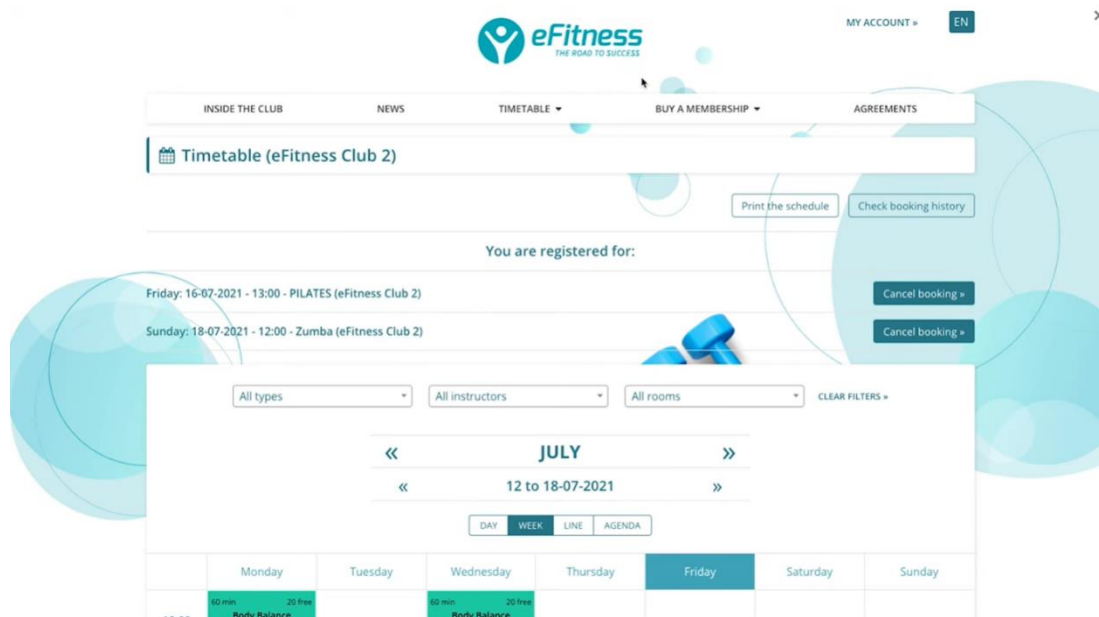 eFitness
THE ROAD TO SUCCESS
MY ACCOUNT »
EN
INSIDE THE CLUB
NEWS
TIMETABLE
BUY A MEMBERSHIP
AGREEMENTS
Timetable (eFitness Club 2)
Print the schedule
Check booking history
You are registered for:
Friday: 16-07-2021 - 13:00 - PILATES (eFitness Club 2)
Cancel booking »
Sunday: 18-07-2021 - 12:00 - Zumba (eFitness Club 2)
Cancel booking »
All types
All instructors
All rooms
CLEAR FILTERS »
« JULY »
« 12 to 18-07-2021 »
DAY WEEK LINE AGENDA
Monday Tuesday Wednesday Thursday Friday Saturday Sunday
60 min 20 free
Body Balance
60 min 20 free
Body Balance